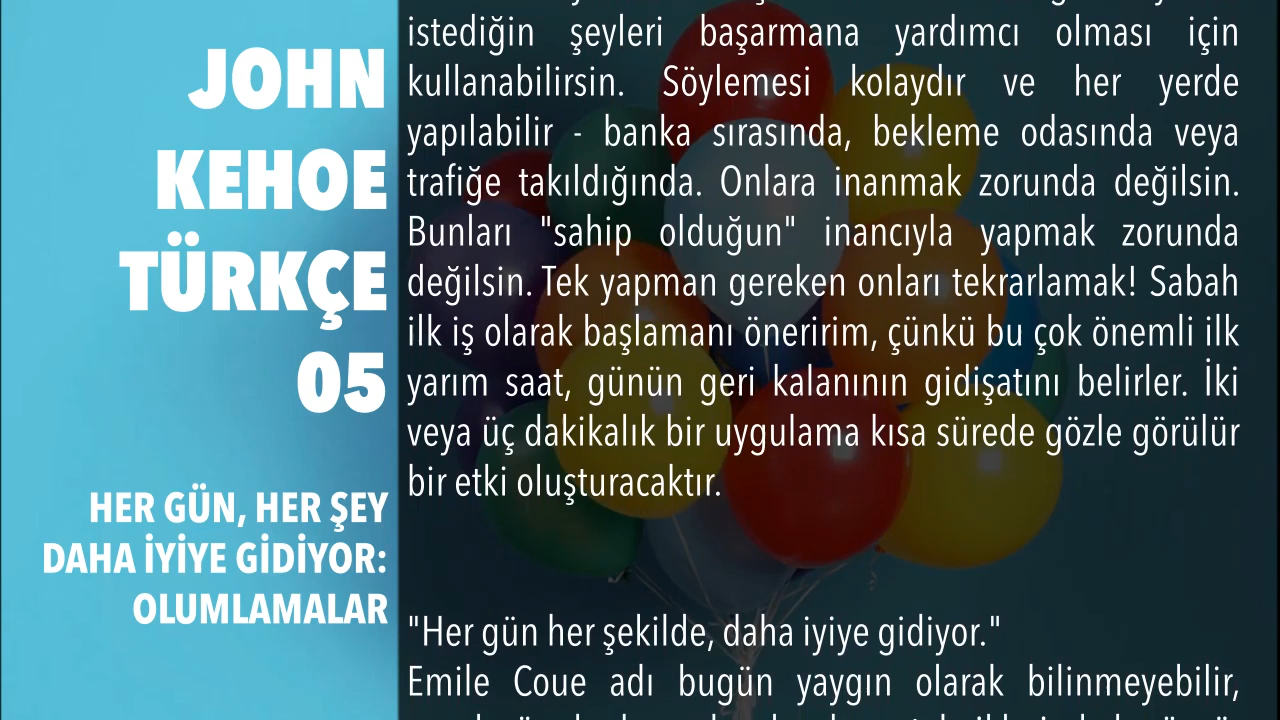 JOHN
KEHOE
TÜRKÇE
05
HER GÜN, HER ŞEY
DAHA İYİYE GİDİYOR:
OLUMLAMALAR
istediğin şeyleri başarmana yardımcı olması için
kullanabilirsin. Söylemesi kolaydır ve her yerde
yapılabilir - banka sırasında, bekleme odasında veya
trafiğe takıldığında. Onlara inanmak zorunda değilsin.
Bunları "sahip olduğun" inancıyla yapmak zorunda
değilsin. Tek yapman gereken onları tekrarlamak! Sabah
ilk iş olarak başlamanı öneririm, çünkü bu çok önemli ilk
yarım saat, günün geri kalanının gidişatını belirler. İki
veya üç dakikalık bir uygulama kısa sürede gözle görülür
bir etki oluşturacaktır.
"Her gün her şekilde, daha iyiye gidiyor."
Emile Coue adı bugün yaygın olarak bilinmeyebilir,